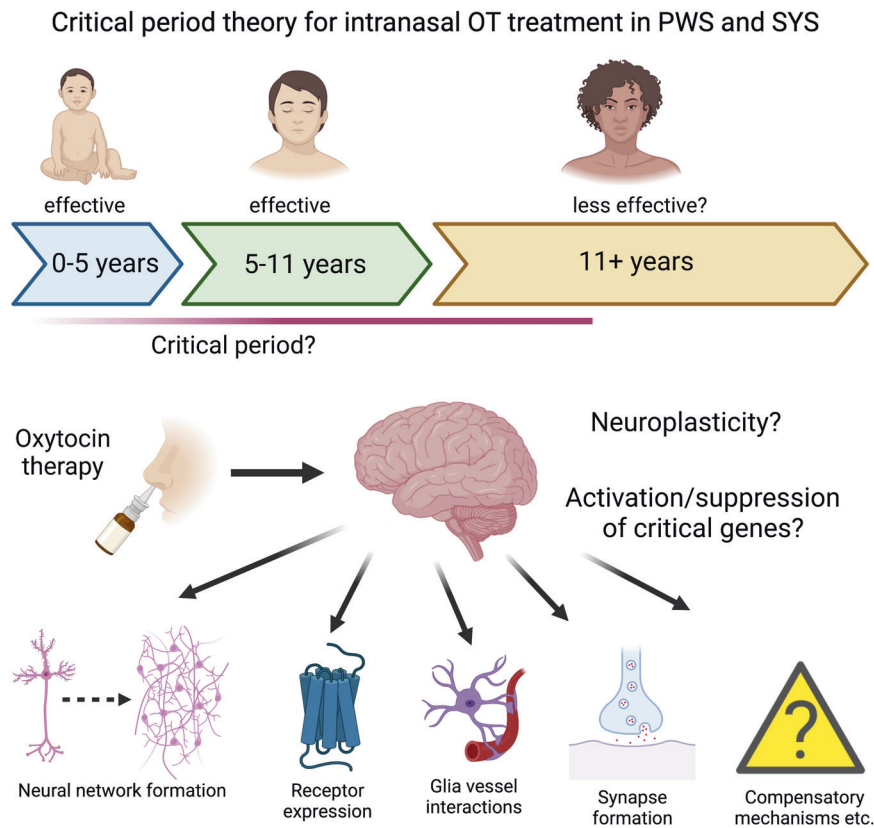 Critical period theory for intranasal OT treatment in PWS and SYS
effective
effective
less effective?
0-5 years
5-11 years
11+ years
Critical period?
Oxytocin
therapy
Neuroplasticity?
Activation/suppression
of critical genes?
Neural network formation
Receptor
expression
Glia vessel
interactions
Synapse
formation
?
Compensatory
mechanisms etc.